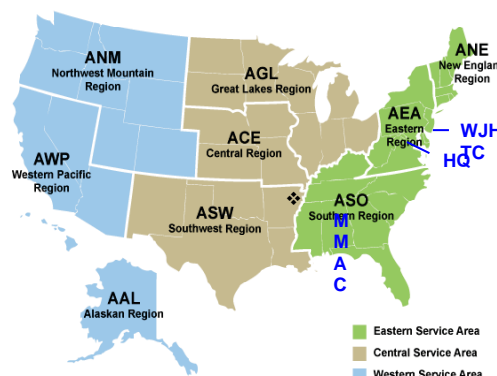 ANM
Northwest Mountain
Region
AGL
Great Lakes Region
ANE
New England
Region
AEA
Eastern
Region
WJH
TC
HQ
ACE
Central Region
AWP
Western Pacific
Region
ASW
Southwest Region
ASO
Southern Region
M
M
A
C
AAL
Alaskan Region
Eastern Service Area
Central Service Area
Western Service Area